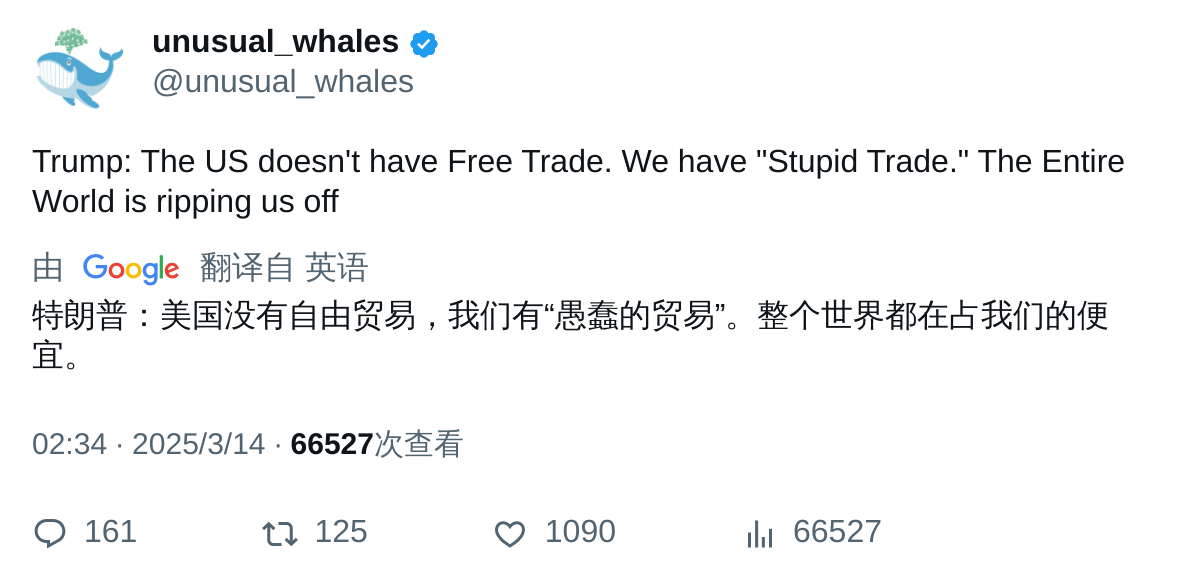 unusual_whales
@unusual_whales
Trump: The US doesn't have Free Trade. We have "Stupid Trade." The Entire
World is ripping us off
由 Google 翻译自 英语
特朗普：美国没有自由贸易，我们有“愚蠢的贸易”。整个世界都在占我们的便
宜。
02:34 · 2025/3/14 · 66527次查看
161 125 1090 66527